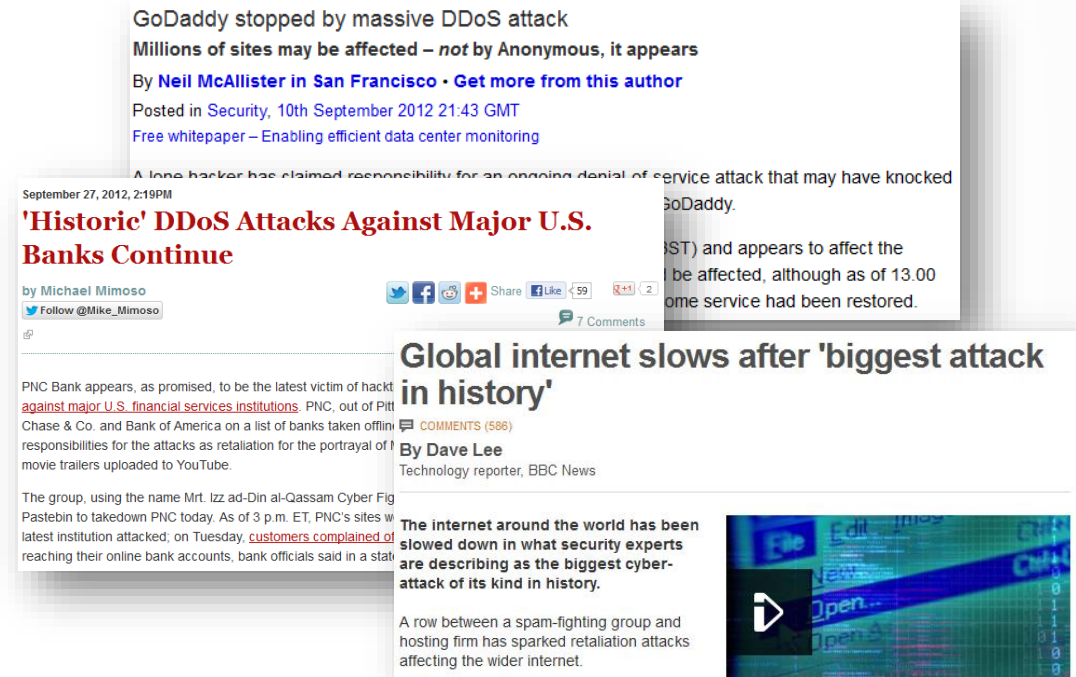 GoDaddy stopped by massive DDoS attack
Millions of sites may be affected – not by Anonymous, it appears
By Neil McAllister in San Francisco • Get more from this author
Posted in Security, 10th September 2012 21:43 GMT
Free whitepaper – Enabling efficient data center monitoring
A lone hacker has claimed responsibility for an ongoing denial of service attack that may have knocked
GoDaddy.
BST) and appears to affect the
be affected, although as of 13.00
some service had been restored.
September 27, 2012, 2:19PM
'Historic' DDoS Attacks Against Major U.S.
Banks Continue
by Michael Mimoso
Follow @Mike_Mimoso
Share Like 59 +1 2
7 Comments
PNC Bank appears, as promised, to be the latest victim of
against major U.S. financial services institutions. PNC, out of
Chase & Co. and Bank of America on a list of banks taken
responsibilities for the attacks as retaliation for the portrayal of
movie trailers uploaded to YouTube.
The group, using the name Mrt. Izz ad-Din al-Qassam Cyber
Pastebin to takedown PNC today. As of 3 p.m. ET, PNC's sites
latest institution attacked; on Tuesday, customers complained of
reaching their online bank accounts, bank officials said in a
Global internet slows after 'biggest attack
in history'
COMMENTS (586)
By Dave Lee
Technology reporter, BBC News
The internet around the world has been
slowed down in what security experts
are describing as the biggest cyber-
attack of its kind in history.
A row between a spam-fighting group and
hosting firm has sparked retaliation attacks
affecting the wider internet.
File Edit Image
New...
Open...
Open A